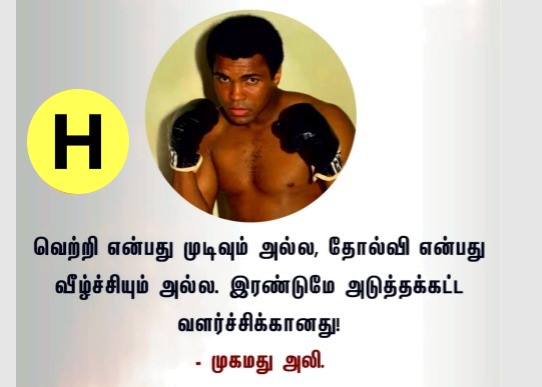 H
வெற்றி என்பது முடிவும் அல்ல, தோல்வி என்பது
வீழ்ச்சியும் அல்ல. இரண்டுமே அடுத்தக்கட்ட
வளர்ச்சிக்கானது!
- முகமது அலி.